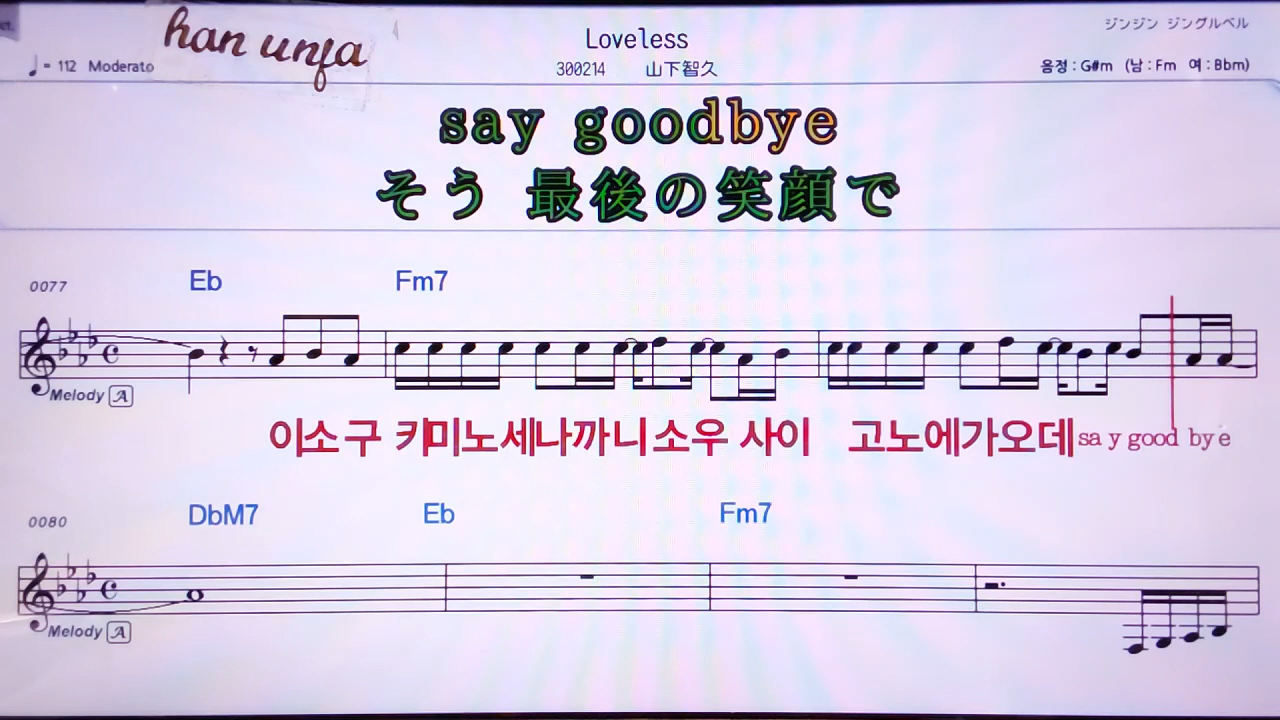 han unfa
Loveless
ジンジン ジングルベル
♩= 112 Moderato
300214 山下智久
음정 : G#m (남 : Fm 여 : Bbm)
say goodbye
そう 最後の笑顔で
0077
Eb Fm7
Melody A
이소구 키미노세나까니소우 사이 고노에가오데 say good bye
0080
DbM7 Eb Fm7
Melody A